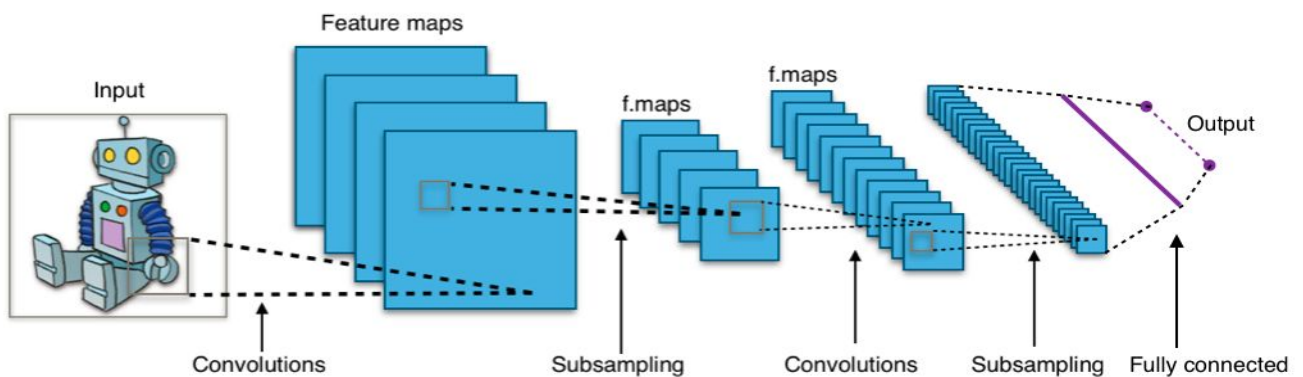 Feature maps
f.maps
f.maps
Input
Output
Convolutions
Subsampling
Convolutions
Subsampling
Fully connected